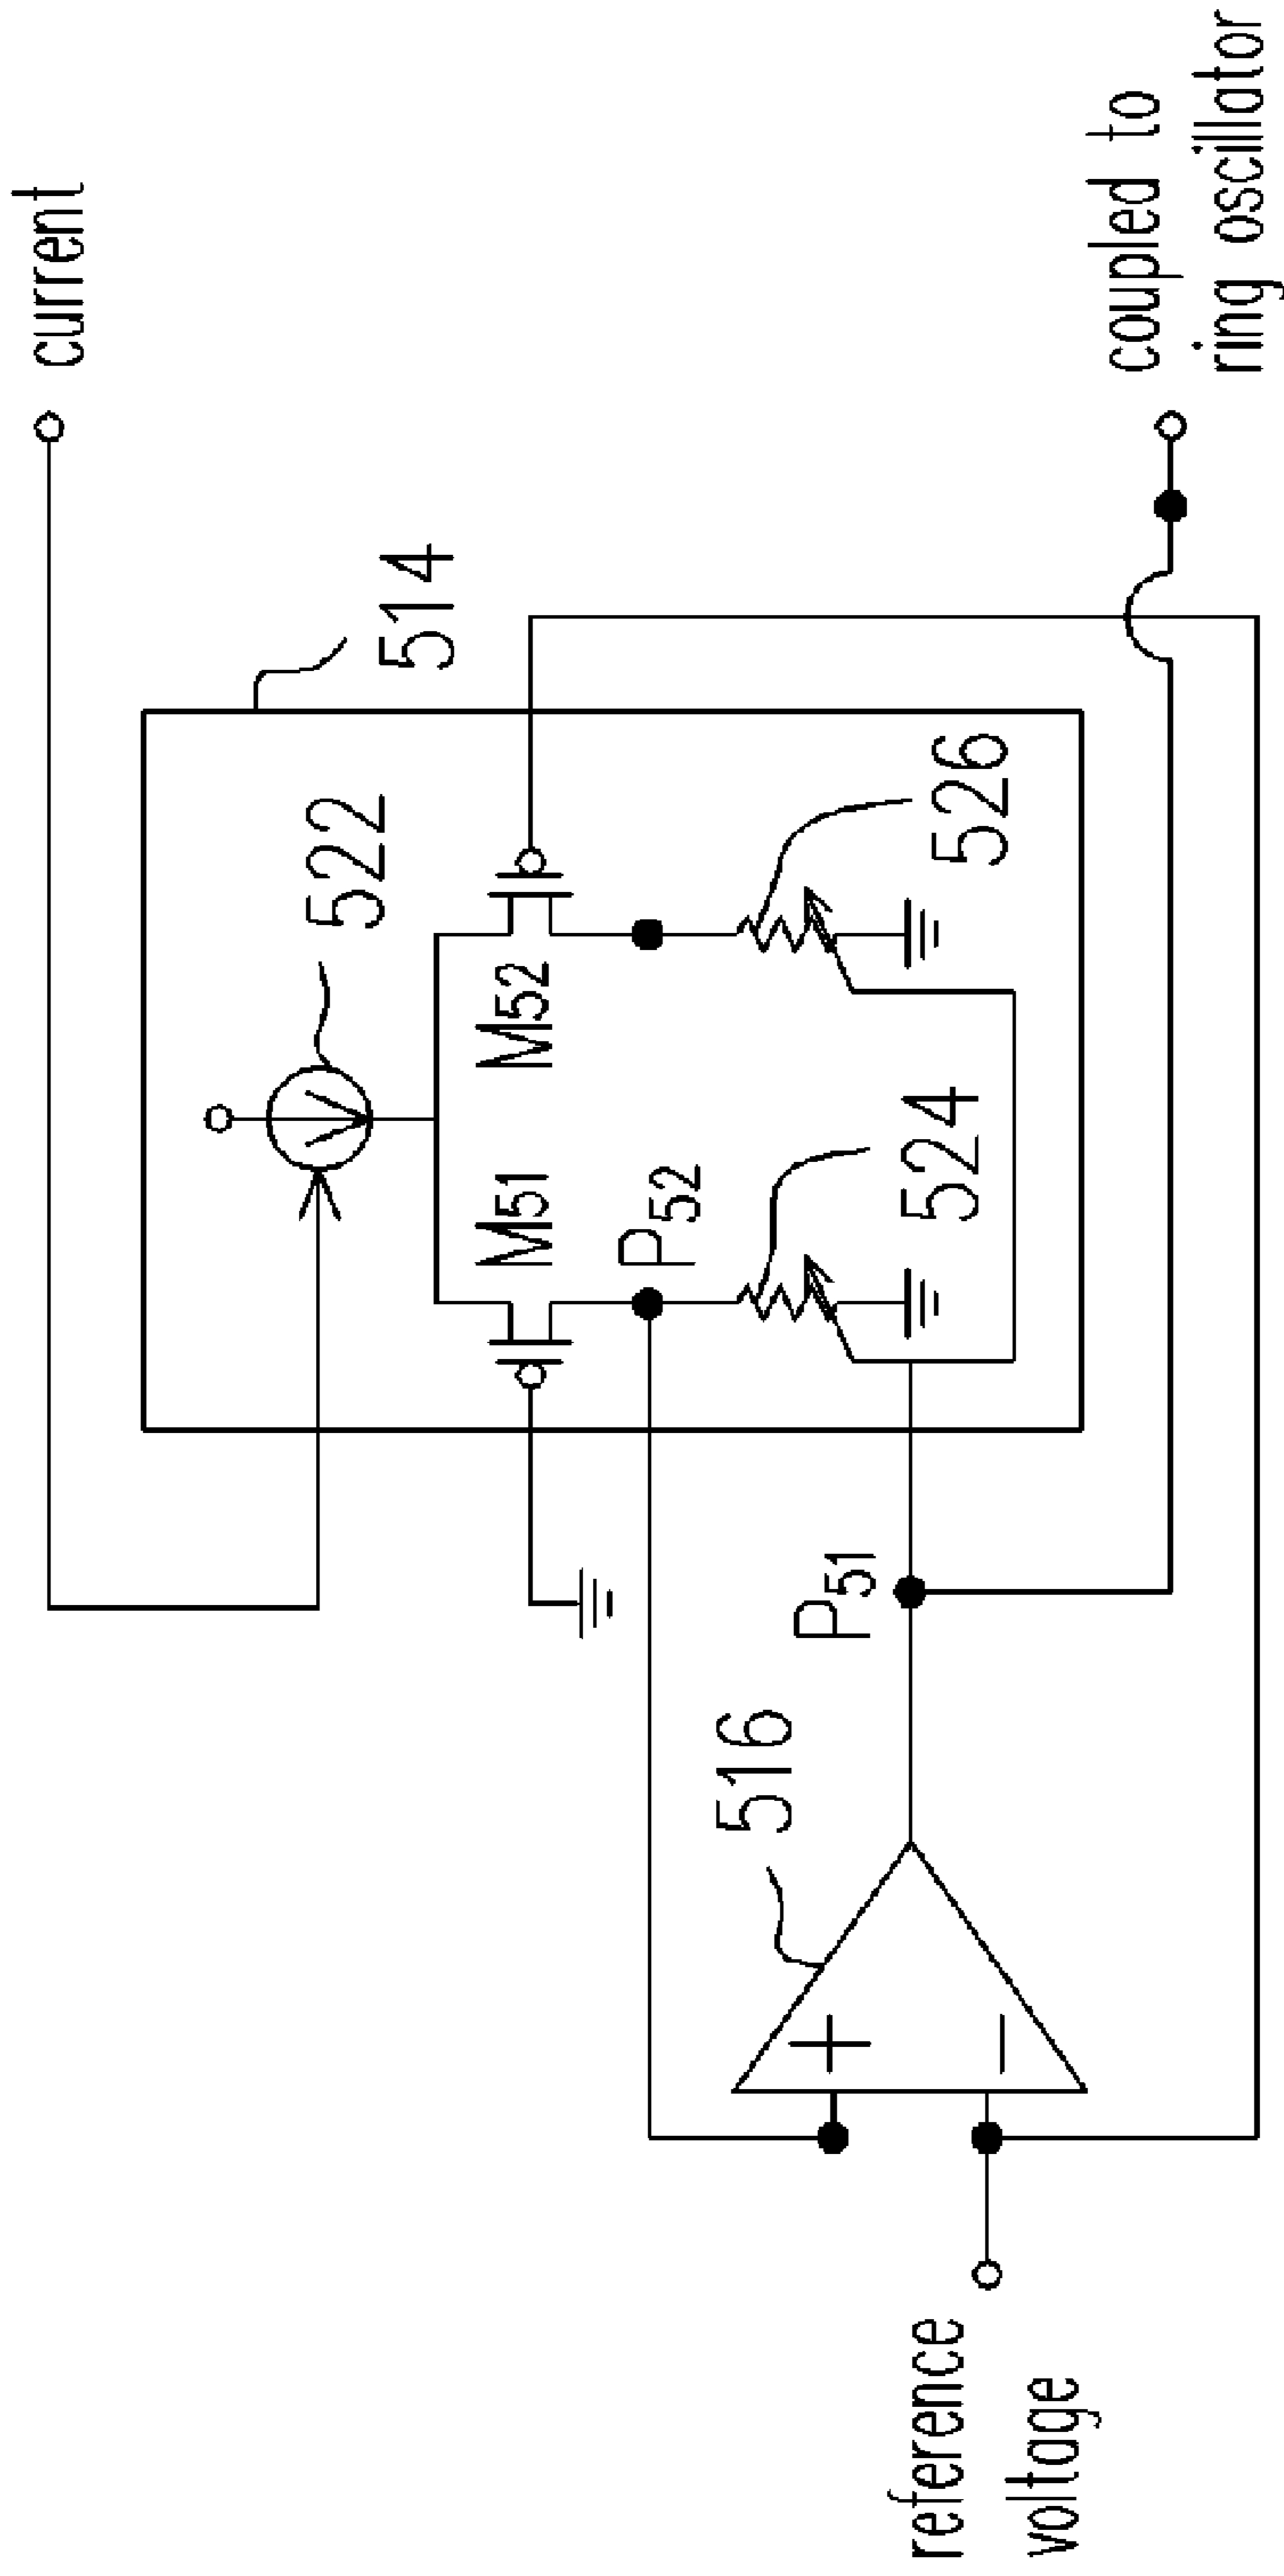 current
514
522
M51
M52
P52
524
526
516
P51
coupled to
ring oscillator
+
−
reference
voltage